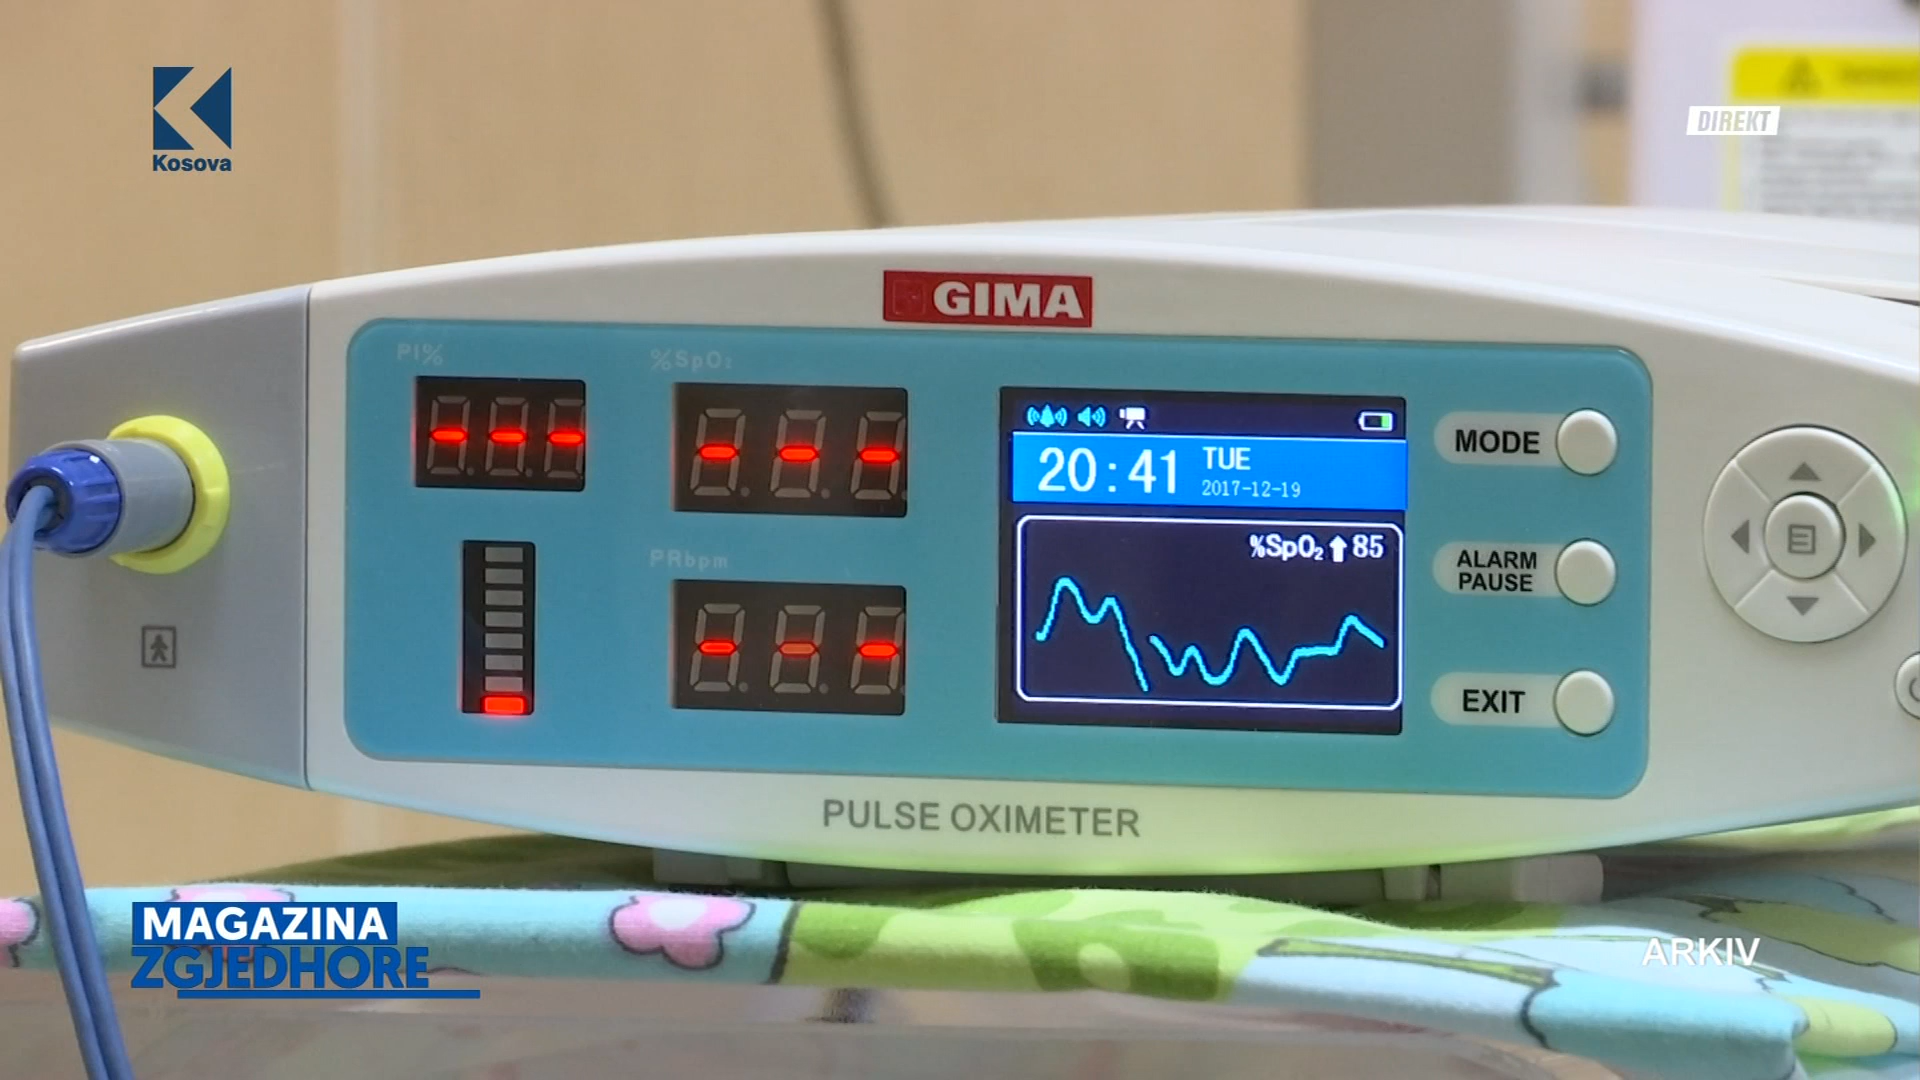 Kosova
DIREKT
GIMA
PI%
%SpO₂
PRbpm
20:41
TUE
2017-12-19
%SpO₂ ⬆ 85
MODE
ALARM
PAUSE
EXIT
PULSE OXIMETER
MAGAZINA
ZGJEDHORE
ARKIV